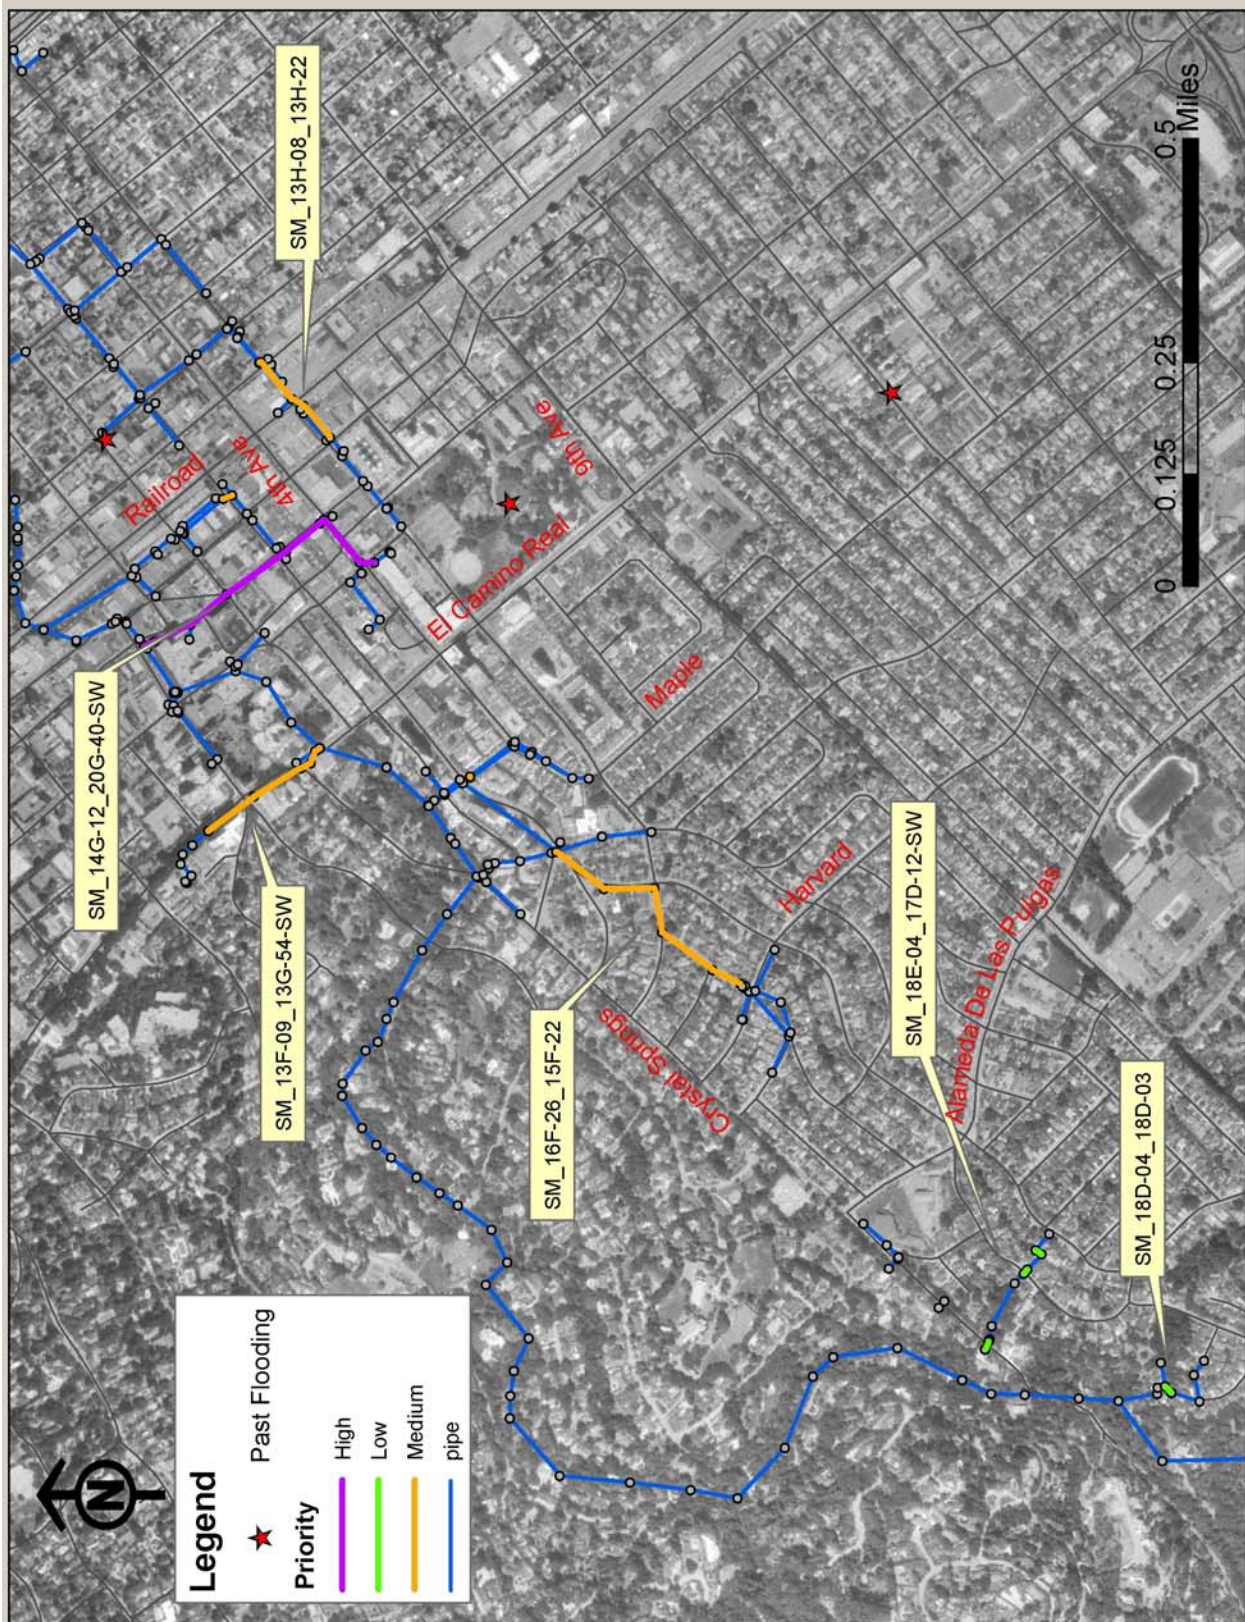 SM_13H-08_13H-22
Railroad
4th Ave
SM_14G-12_20G-40-SW
9th Ave
El Camino Real
Maple
SM_13F-09_13G-54-SW
SM_16F-26_15F-22
Harvard
Crystal Springs
SM_18E-04_17D-12-SW
Alameda De Las Pulgas
SM_18D-04_18D-03
N
Legend
Past Flooding
Priority
High
Low
Medium
pipe
0 0.125 0.25 0.5
Miles